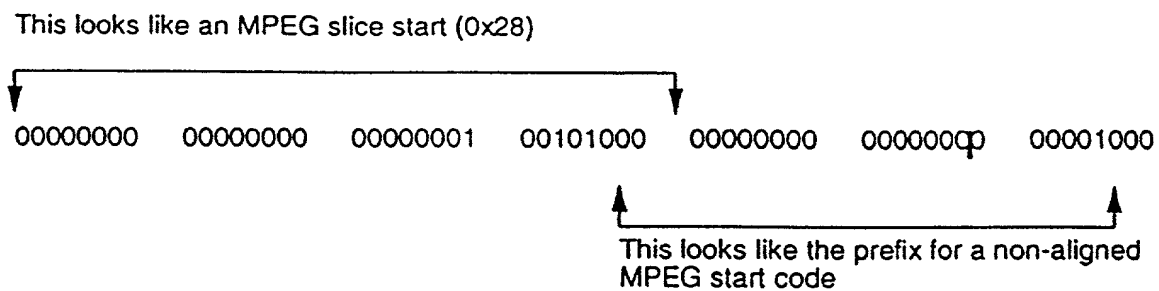 This looks like an MPEG slice start (0x28)
00000000 00000000 00000001 00101000 00000000 00000000 00001000
This looks like the prefix for a non-aligned
MPEG start code